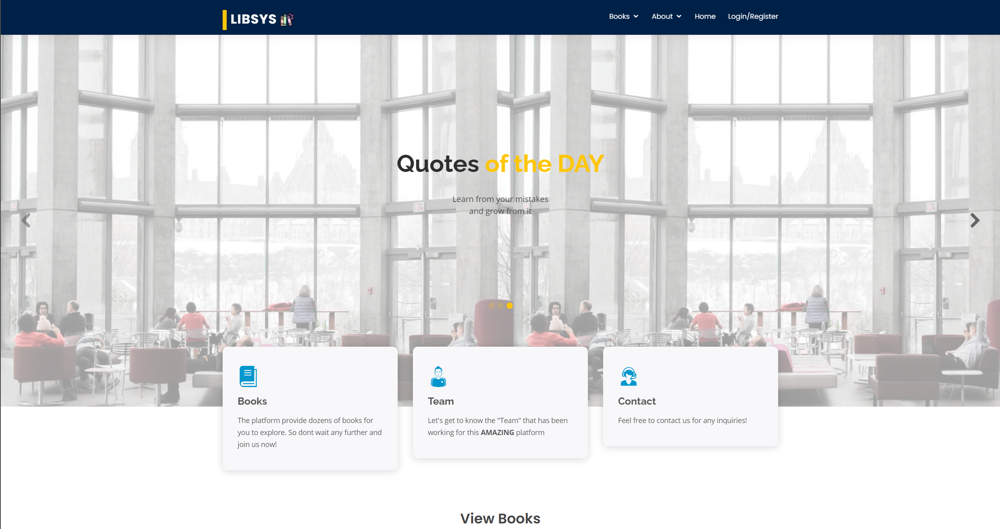 LIBSYS
Books
About
Home
Login/Register
Quotes of the DAY
Learn from your mistakes
and grow from it
Books
The platform provide dozens of books for
you to explore. So dont wait any further and
join us now!
Team
Let's get to know the "Team" that has been
working for this AMAZING platform
Contact
Feel free to contact us for any inquiries!
View Books